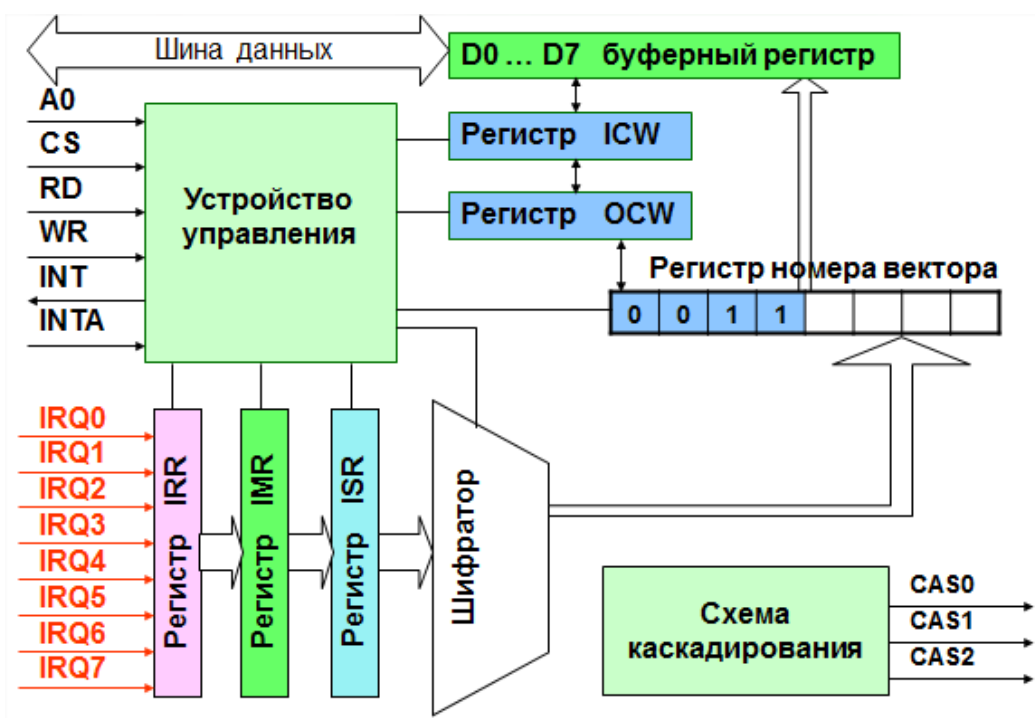 Шина данных
D0 ... D7 буферный регистр
A0
CS
RD
WR
INT
INTA
Устройство
управления
Регистр ICW
Регистр OCW
Регистр номера вектора
0 0 1 1
IRQ0
IRQ1
IRQ2
IRQ3
IRQ4
IRQ5
IRQ6
IRQ7
Регистр IRR
Регистр IMR
Регистр ISR
Шифратор
Схема
каскадирования
CAS0
CAS1
CAS2